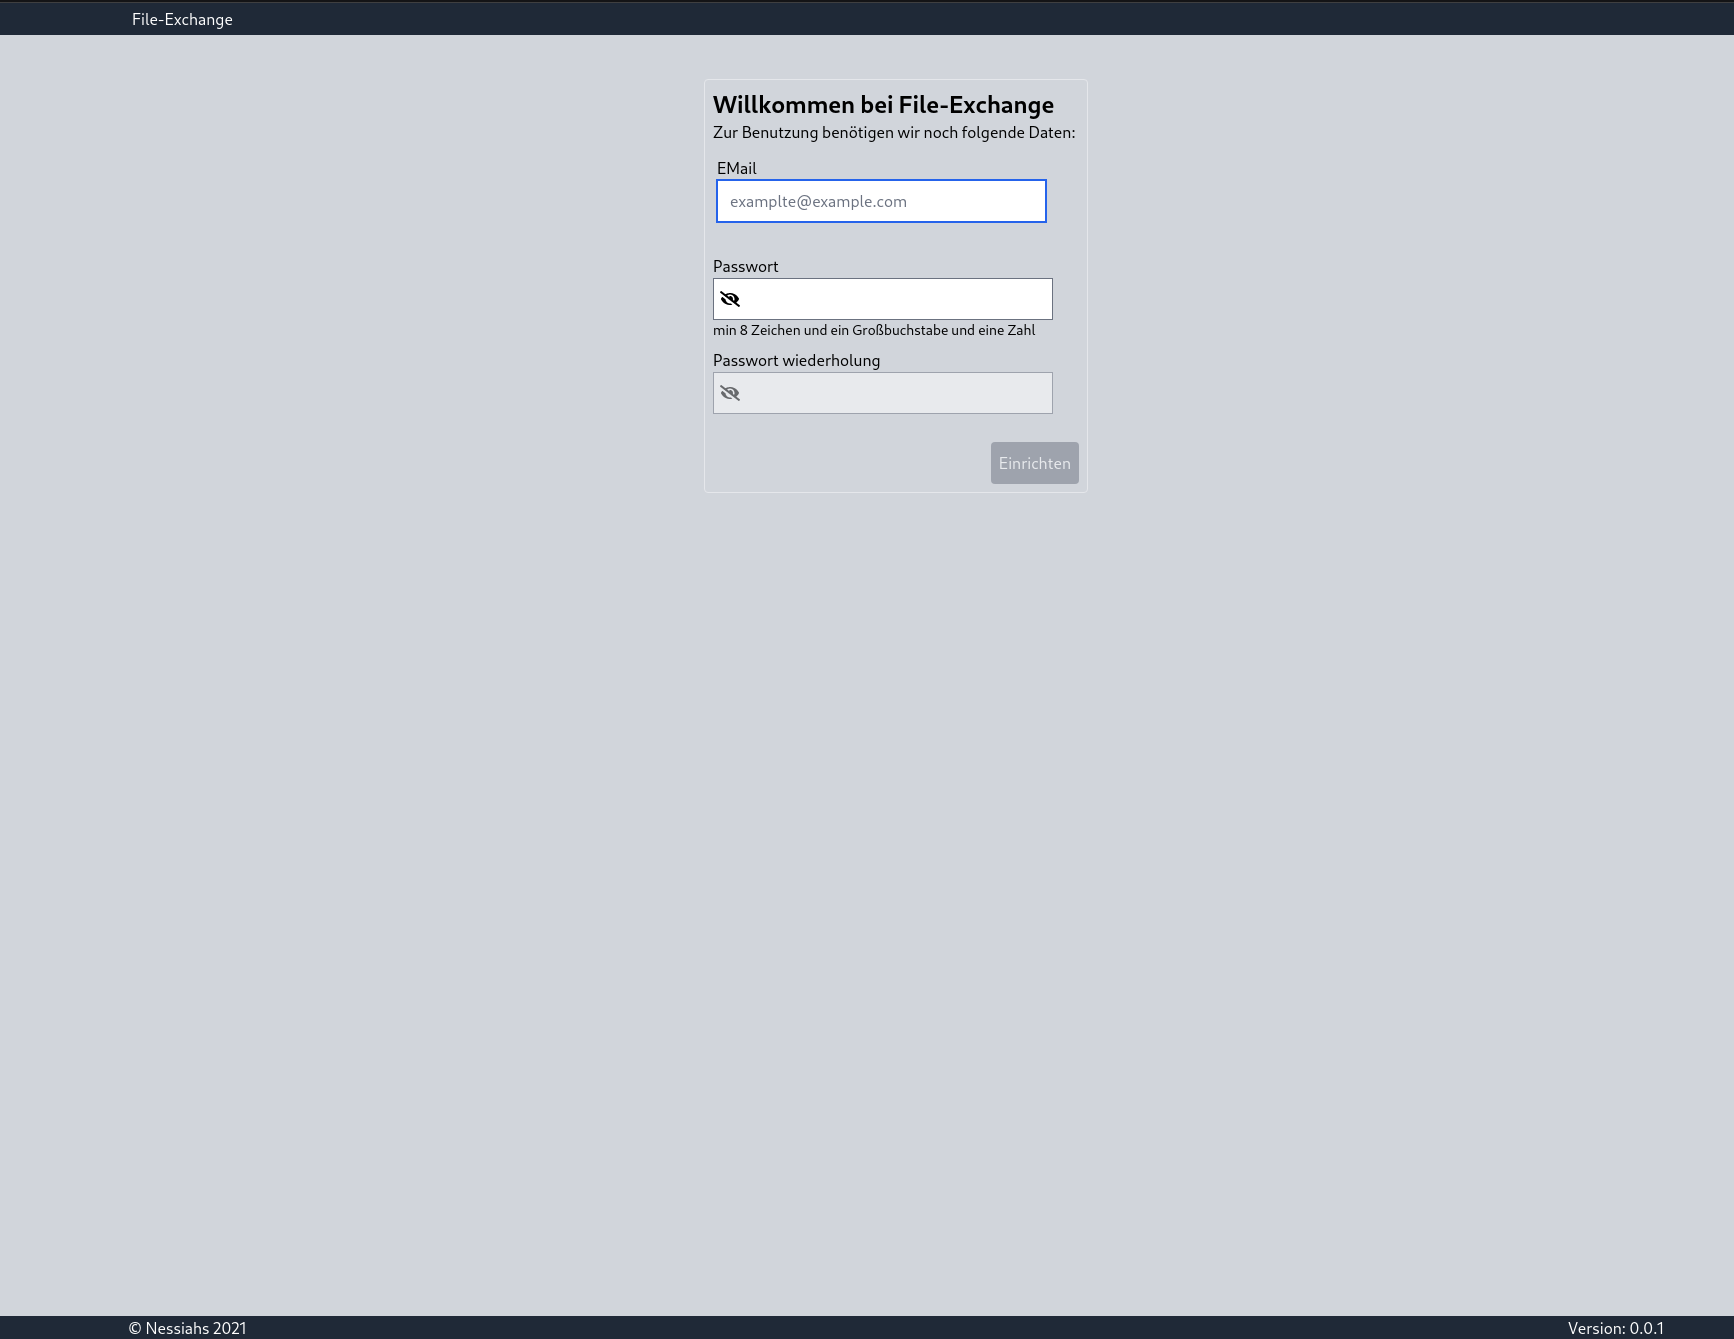 File-Exchange
Willkommen bei File-Exchange
Zur Benutzung benötigen wir noch folgende Daten:
EMail
examplte@example.com
Passwort
min 8 Zeichen und ein Großbuchstabe und eine Zahl
Passwort wiederholung
Einrichten
© Nessiahs 2021
Version: 0.0.1